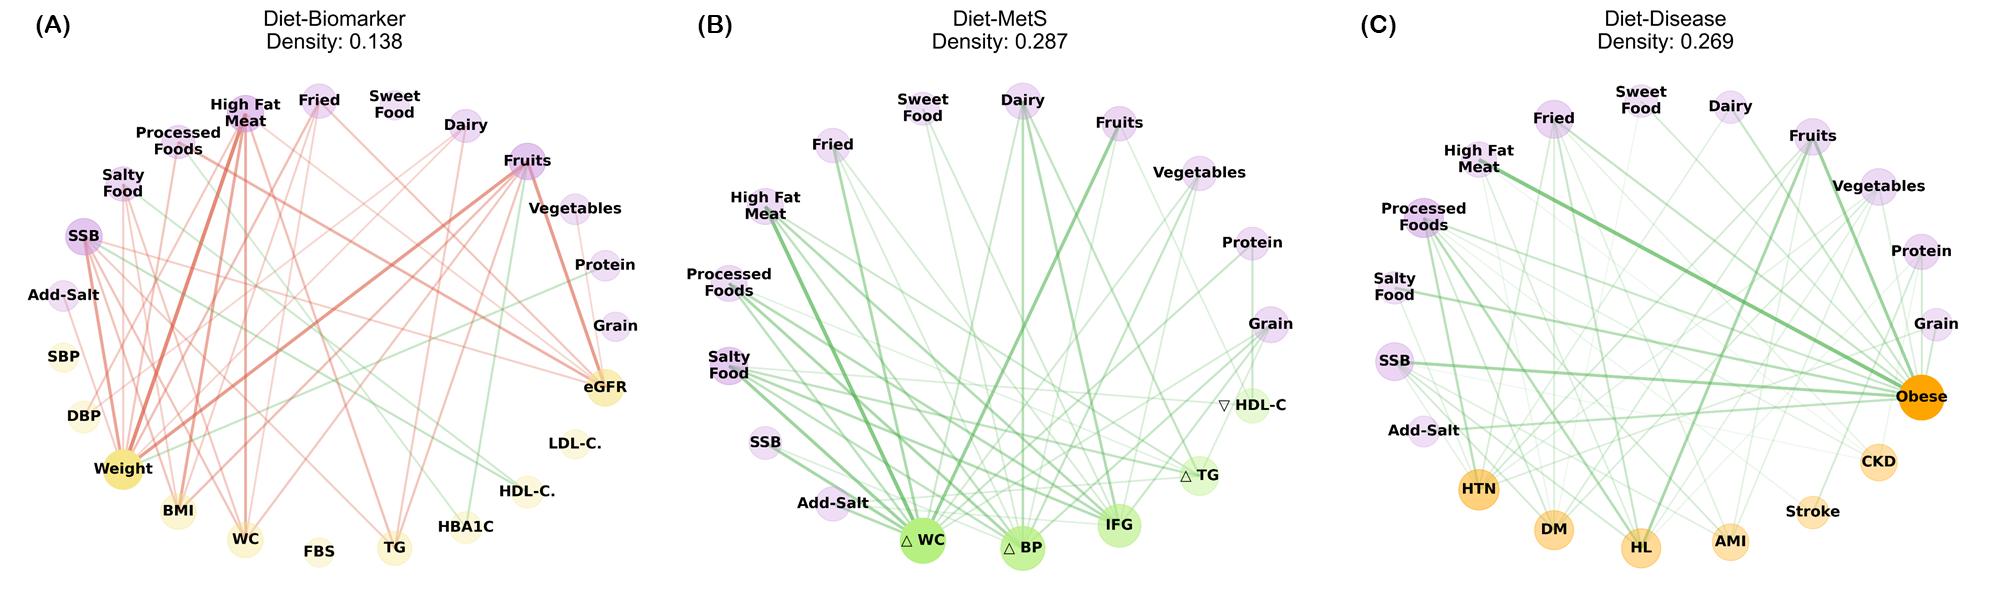 (A)
Diet-Biomarker
Density: 0.138
High Fat
Meat
Fried
Sweet
Food
Dairy
Processed
Foods
Fruits
Salty
Food
Vegetables
SSB
Protein
Add-Salt
Grain
SBP
eGFR
DBP
LDL-C.
Weight
HDL-C.
BMI
HBA1C
WC
FBS
TG
(B)
Diet-MetS
Density: 0.287
Sweet
Food
Dairy
Fruits
Fried
Vegetables
High Fat
Meat
Protein
Processed
Foods
Grain
Salty
Food
▽ HDL-C
SSB
△ TG
Add-Salt
IFG
△ WC
△ BP
(C)
Diet-Disease
Density: 0.269
Sweet
Food
Dairy
Fried
Fruits
High Fat
Meat
Vegetables
Processed
Foods
Protein
Salty
Food
Grain
SSB
Obese
Add-Salt
CKD
HTN
Stroke
DM
HL
AMI